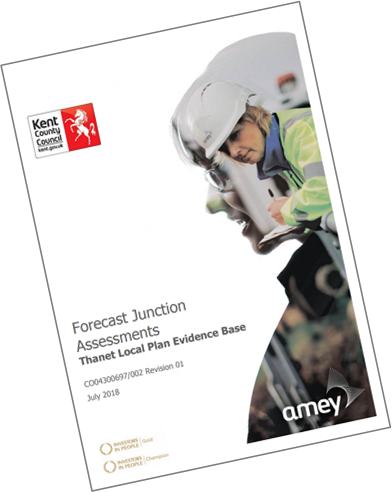 Kent
County
Council
kent.gov.uk
Forecast Junction
Assessments
Thanet Local Plan Evidence Base
CO04300697/002 Revision 01
July 2018
amey
INVESTORS
IN PEOPLE
Gold
INVESTORS
IN PEOPLE
Champion